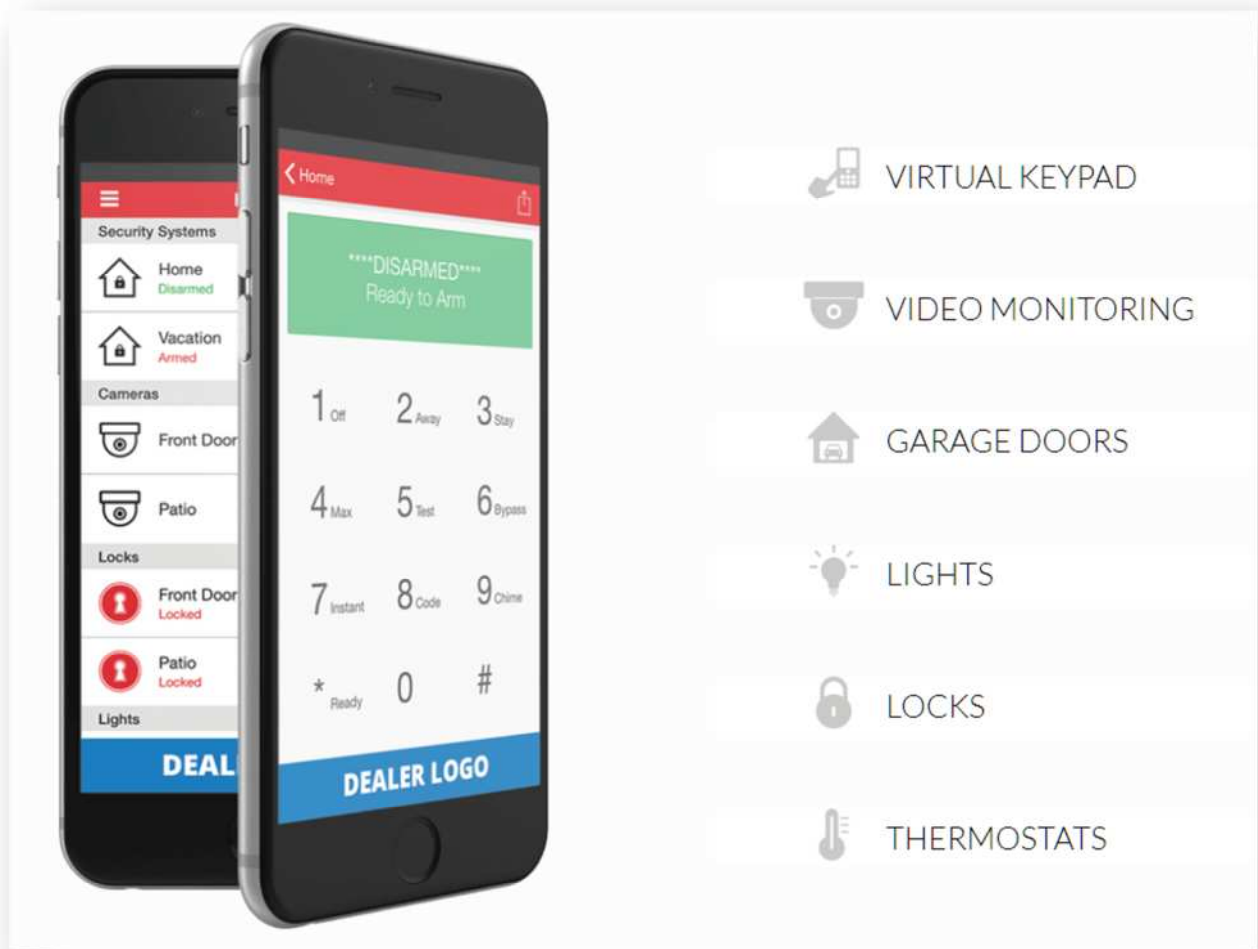 Security Systems
Home
Disarmed
Vacation
Armed
Cameras
Front Door
Patio
Locks
Front Door
Locked
Patio
Locked
Lights
DEAL
Home
****DISARMED****
Ready to Arm
1 Off 2 Away 3 Stay
4 Max 5 Test 6 Bypass
7 Instant 8 Code 9 Chime
* Ready 0 #
DEALER LOGO
VIRTUAL KEYPAD
VIDEO MONITORING
GARAGE DOORS
LIGHTS
LOCKS
THERMOSTATS